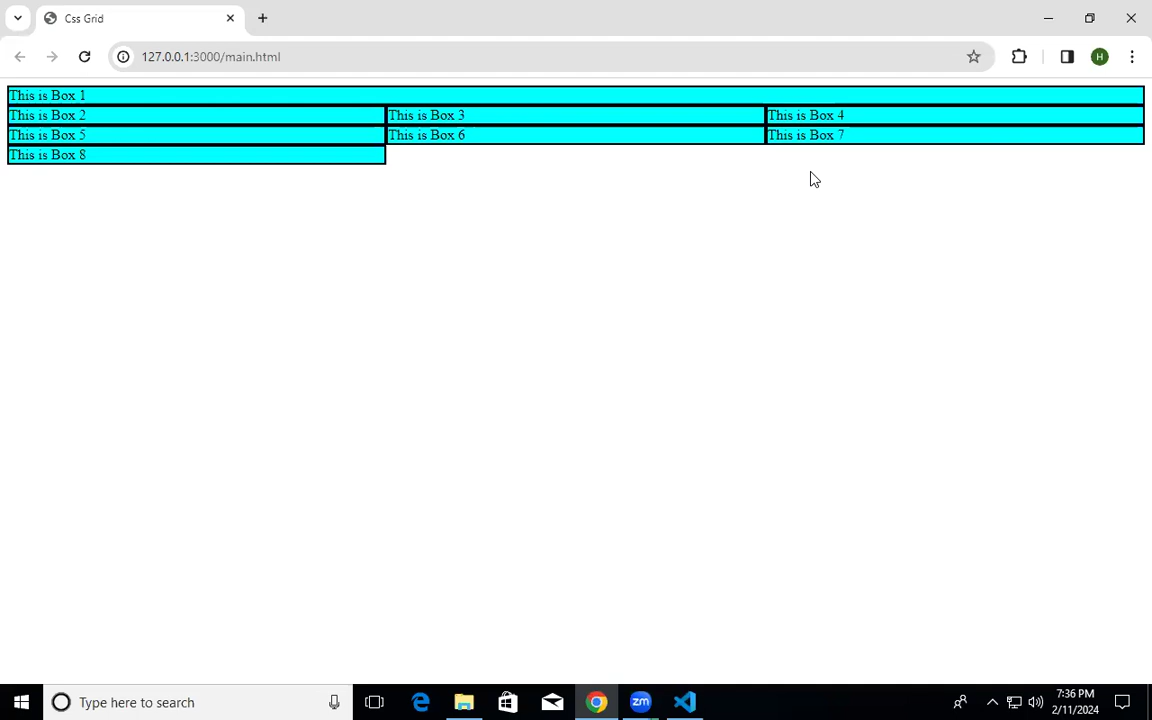 Css Grid
127.0.0.1:3000/main.html
H
This is Box 1
This is Box 2 This is Box 3 This is Box 4
This is Box 5 This is Box 6 This is Box 7
This is Box 8
Type here to search
zm
7:36 PM
2/11/2024